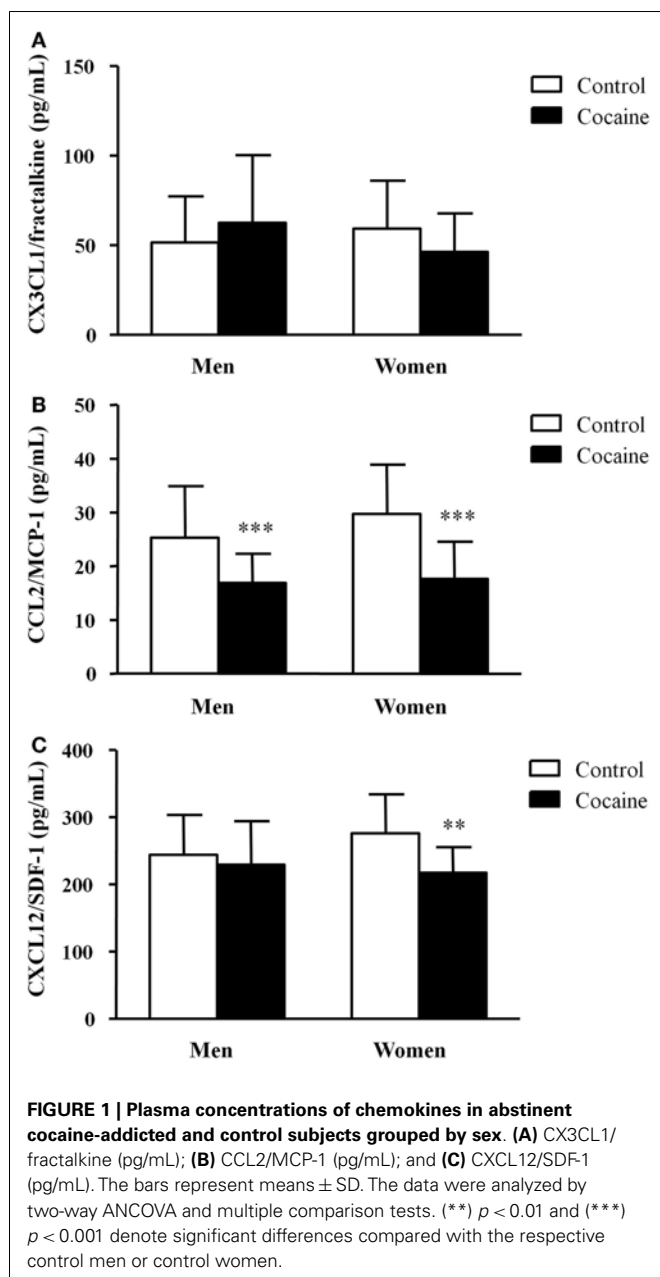 A
CX3CL1/fractalkine (pg/mL)
150
100
50
0
Control
Cocaine
Men
Women
B
CCL2/MCP-1 (pg/mL)
50
40
30
20
10
0
Control
Cocaine
***
***
Men
Women
C
CXCL12/SDF-1 (pg/mL)
400
300
200
100
0
Control
Cocaine
**
Men
Women
FIGURE 1 | Plasma concentrations of chemokines in abstinent
cocaine-addicted and control subjects grouped by sex. (A) CX3CL1/
fractalkine (pg/mL); (B) CCL2/MCP-1 (pg/mL); and (C) CXCL12/SDF-1
(pg/mL). The bars represent means ± SD. The data were analyzed by
two-way ANCOVA and multiple comparison tests. (**) p < 0.01 and (***)
p < 0.001 denote significant differences compared with the respective
control men or control women.